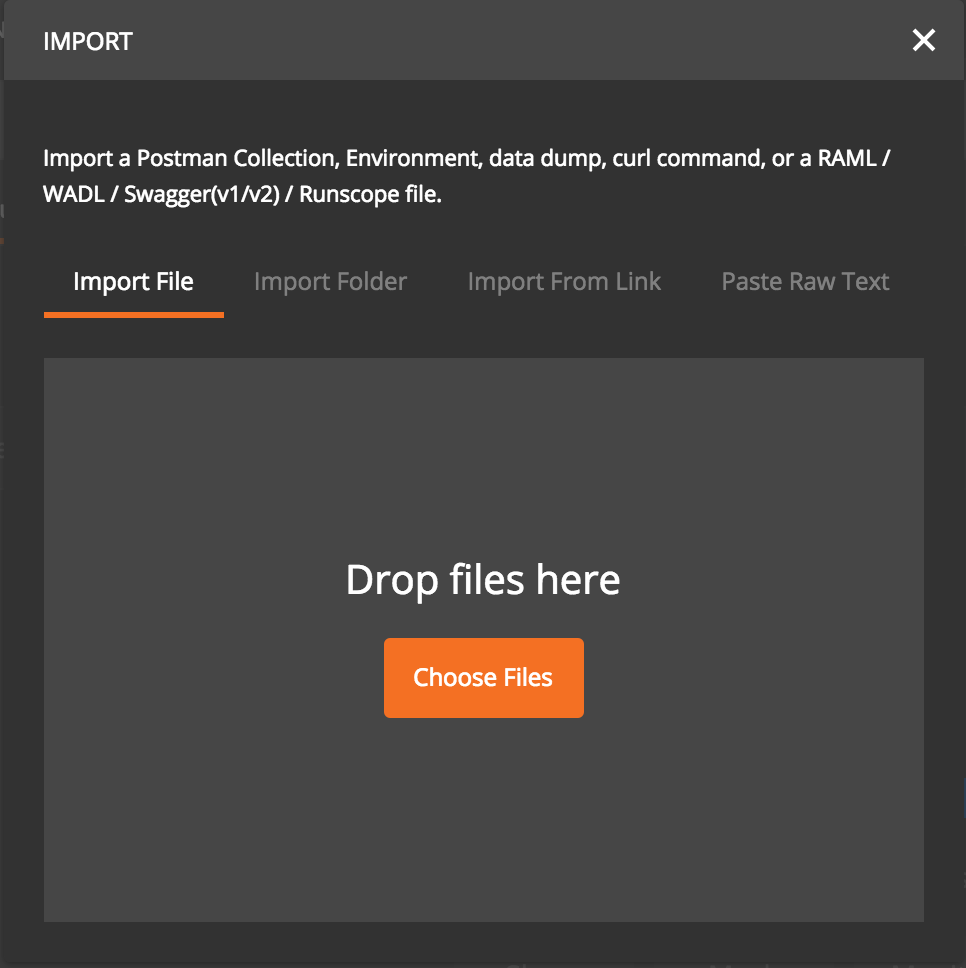 IMPORT
Import a Postman Collection, Environment, data dump, curl command, or a RAML /
WADL / Swagger(v1/v2) / Runscope file.
Import File Import Folder Import From Link Paste Raw Text
Drop files here
Choose Files